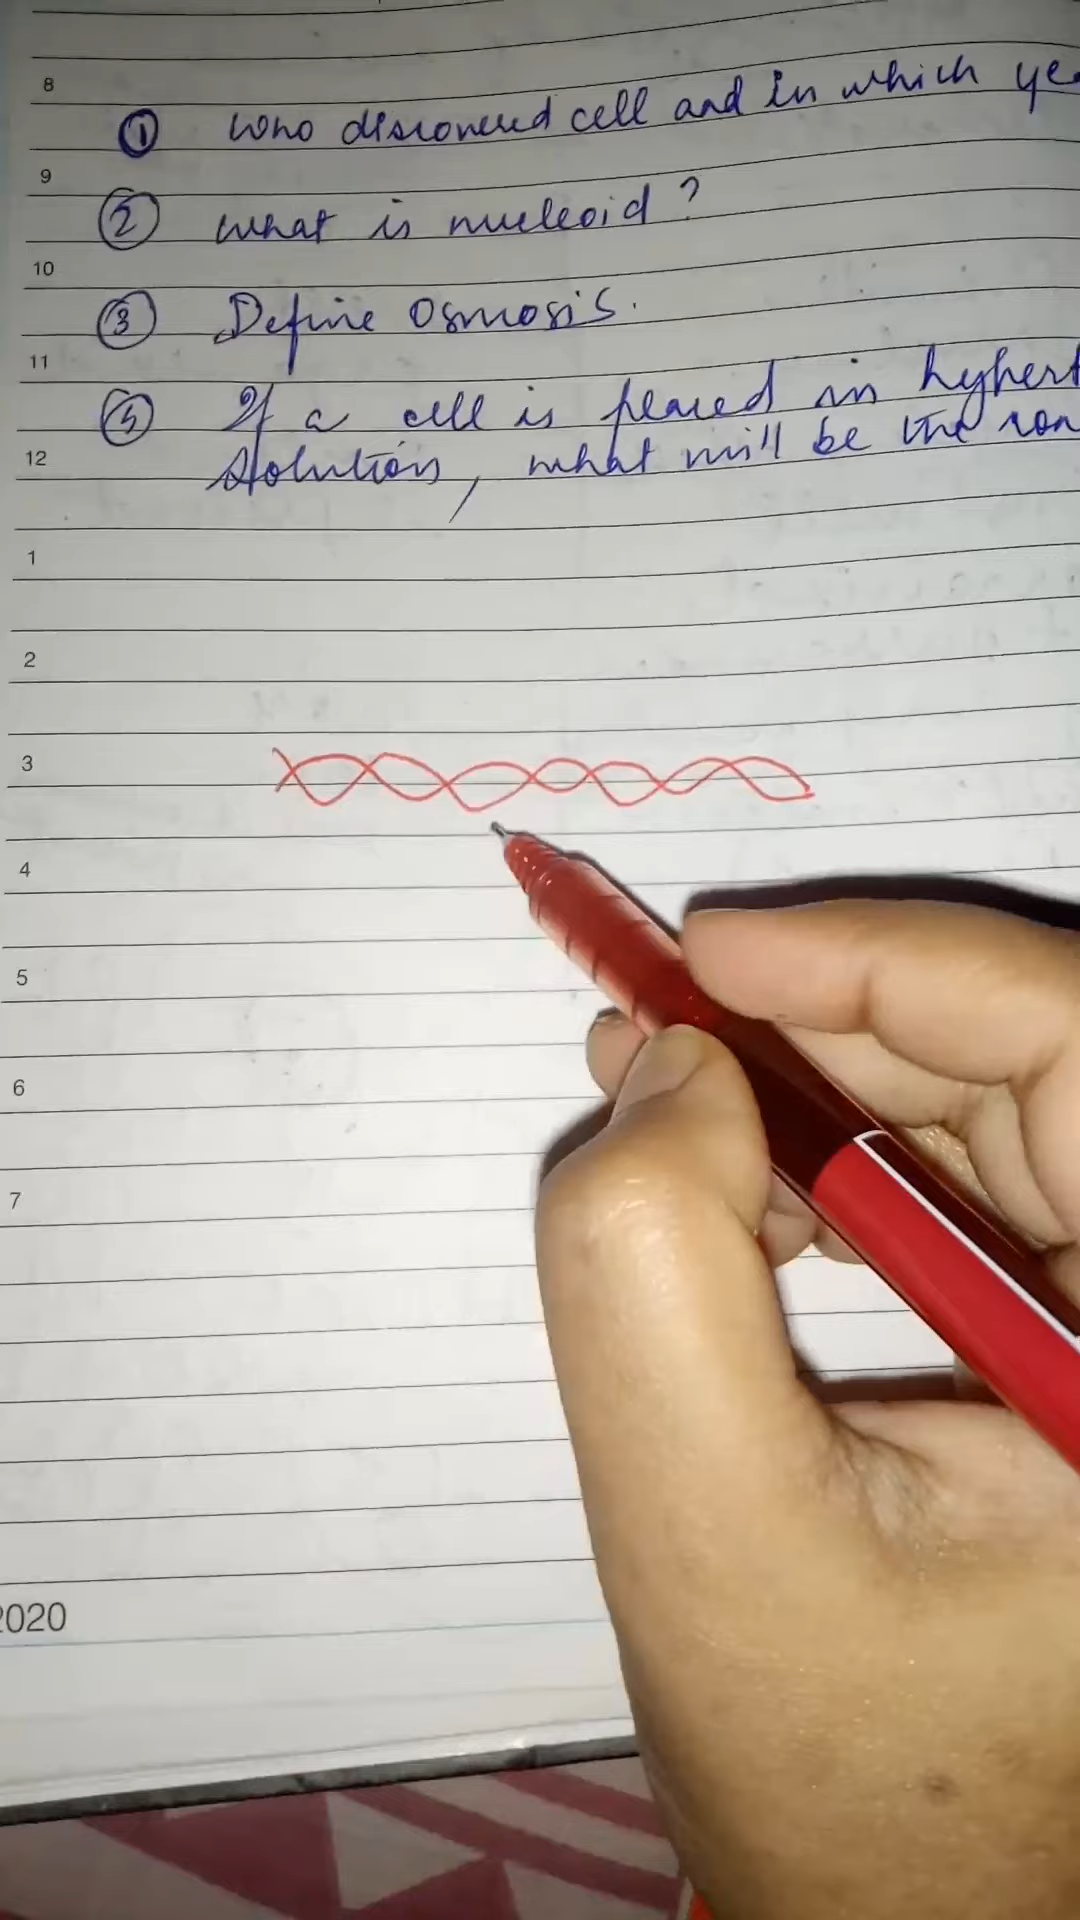 8
① Who discovered cell and in which
9
② what is nucleoid ?
10
③ Define Osmosis.
11
If a cell is placed in
12
solution, what will be the
1
2
3
4
5
6
7
2020